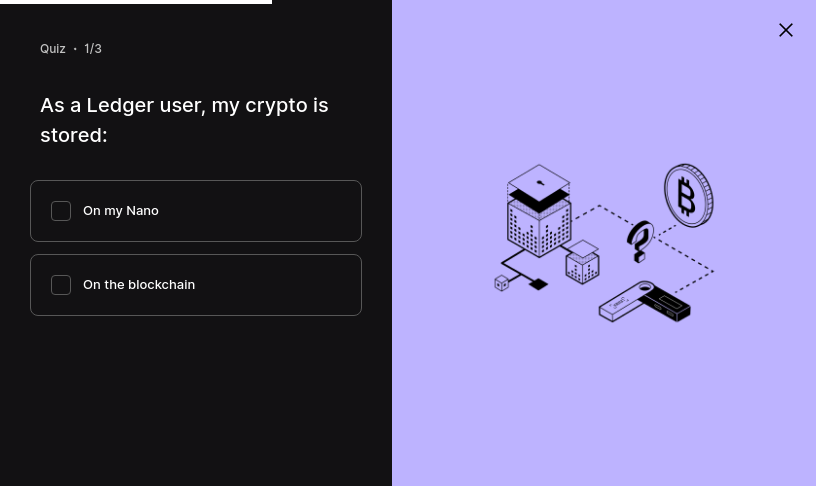 Quiz • 1/3
As a Ledger user, my crypto is
stored:
On my Nano
On the blockchain